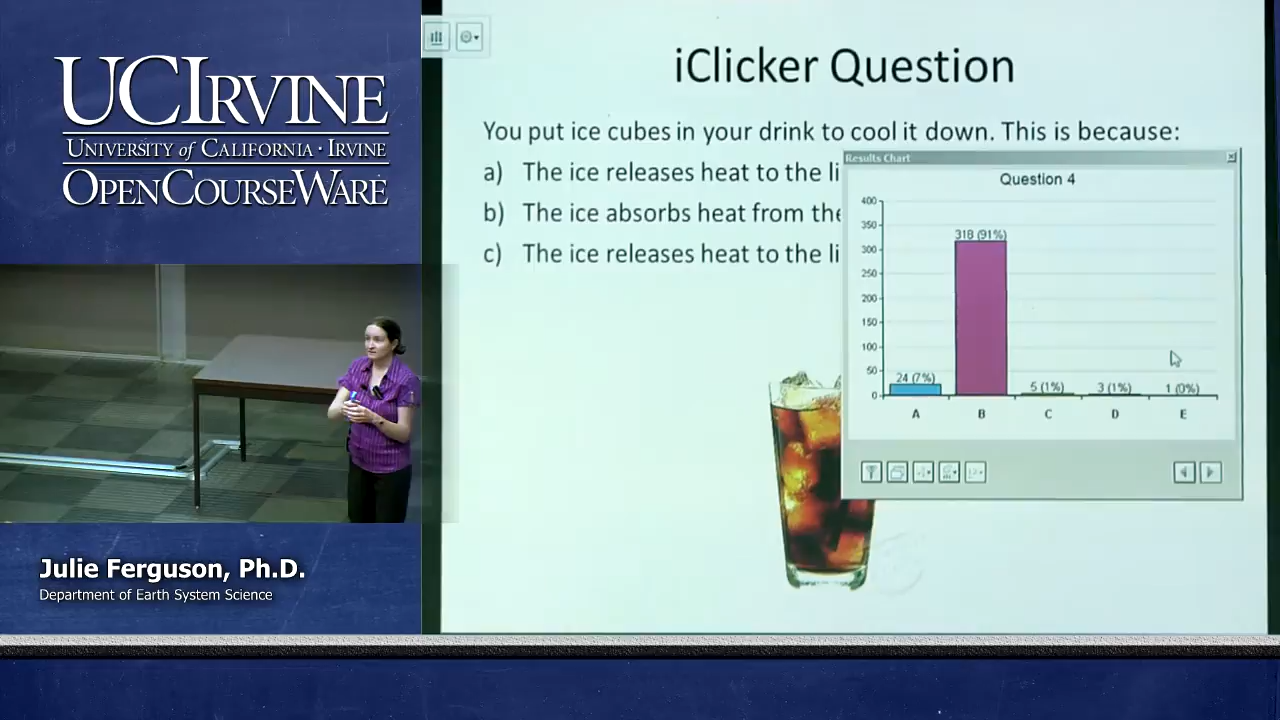 UCIRVINE
UNIVERSITY of CALIFORNIA · IRVINE
OPENCOURSEWARE
Julie Ferguson, Ph.D.
Department of Earth System Science
iClicker Question
You put ice cubes in your drink to cool it down. This is because:
a) The ice releases heat to the li
b) The ice absorbs heat from the
c) The ice releases heat to the li
Results Chart
Question 4
400
350
300
250
200
150
100
50
0
24 (7%)
318 (91%)
5 (1%)
3 (1%)
1 (0%)
A B C D E